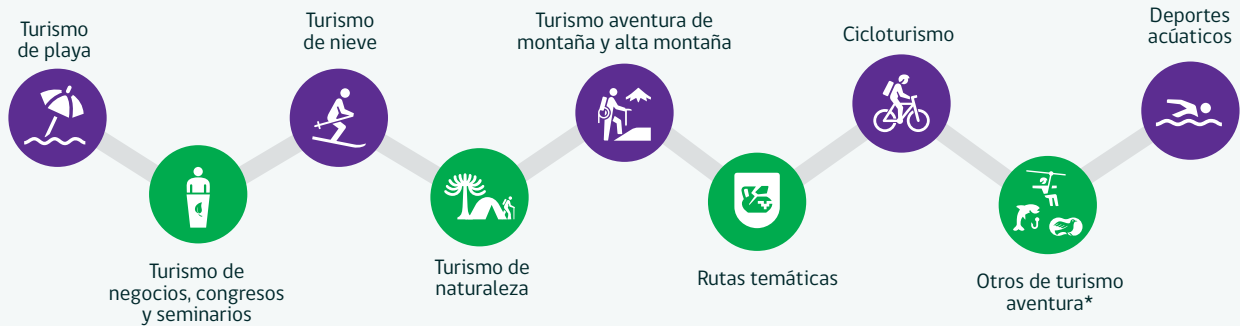 Turismo
de playa
Turismo de
negocios, congresos
y seminarios
Turismo
de nieve
Turismo de
naturaleza
Turismo aventura de
montaña y alta montaña
Rutas temáticas
Cicloturismo
Otros de turismo
aventura*
Deportes
acúaticos